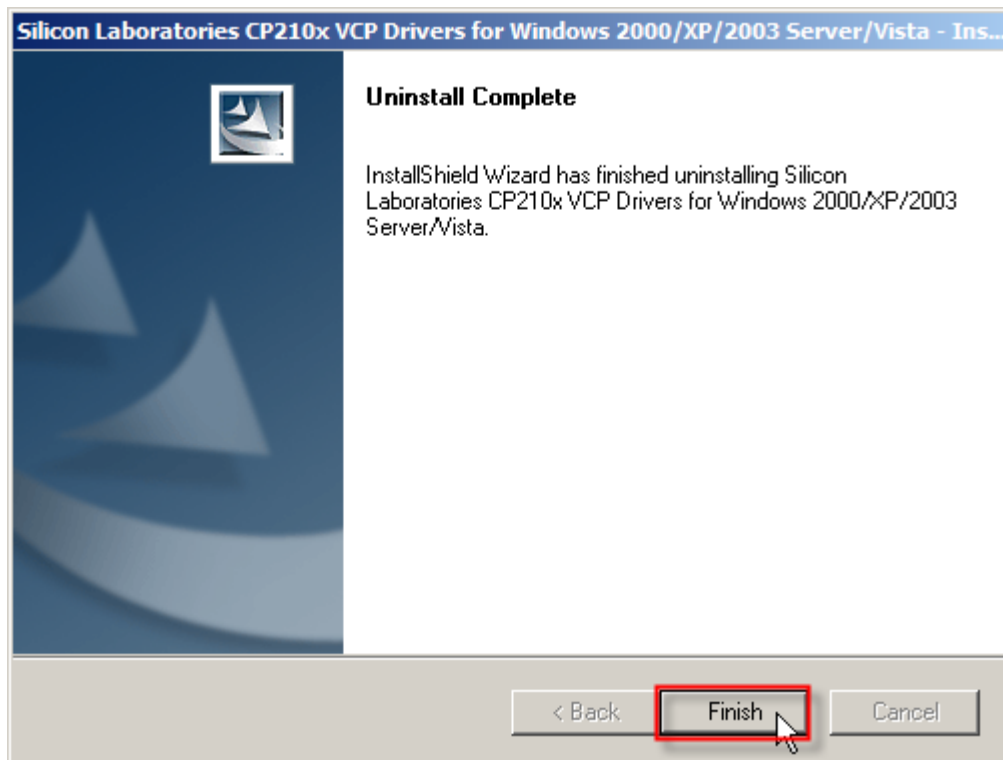 Silicon Laboratories CP210x VCP Drivers for Windows 2000/XP/2003 Server/Vista - Ins...
Uninstall Complete
InstallShield Wizard has finished uninstalling Silicon
Laboratories CP210x VCP Drivers for Windows 2000/XP/2003
Server/Vista.
< Back Finish Cancel